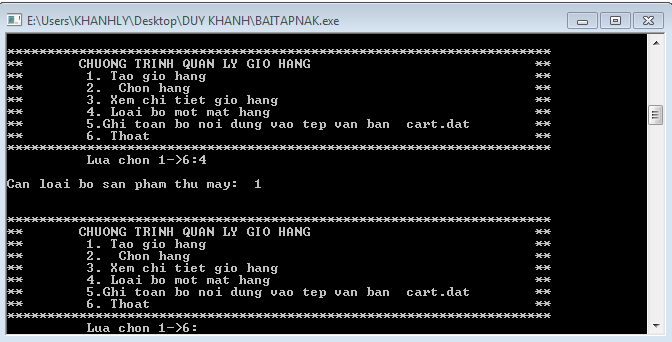 E:\Users\KHANHLY\Desktop\DUY KHANH\BAITAPNAK.exe
********************************************************************
** CHUONG TRINH QUAN LY GIO HANG **
** 1. Tao gio hang **
** 2. Chon hang **
** 3. Xem chi tiet gio hang **
** 4. Loai bo mot mat hang **
** 5.Ghi toan bo noi dung vao tep van ban cart.dat **
** 6. Thoat **
********************************************************************
Lua chon 1->6:4
Can loai bo san pham thu may: 1
********************************************************************
** CHUONG TRINH QUAN LY GIO HANG **
** 1. Tao gio hang **
** 2. Chon hang **
** 3. Xem chi tiet gio hang **
** 4. Loai bo mot mat hang **
** 5.Ghi toan bo noi dung vao tep van ban cart.dat **
** 6. Thoat **
********************************************************************
Lua chon 1->6: